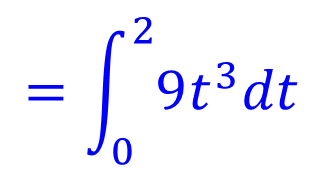 = ∫₀² 9t³dt